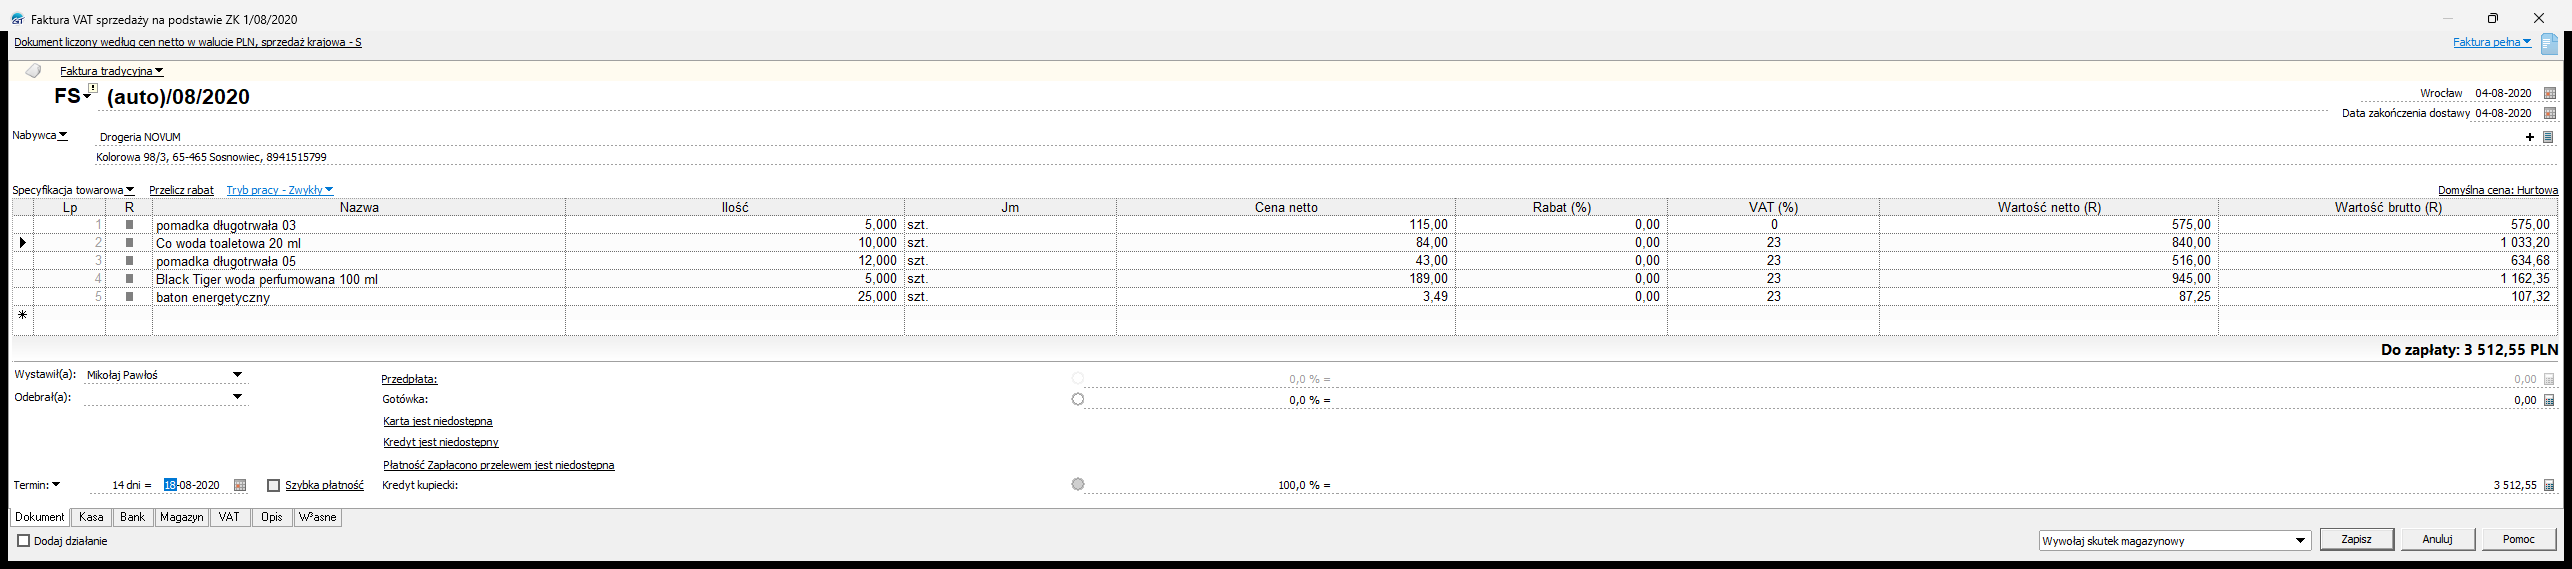 Faktura VAT sprzedaży na podstawie ZK 1/08/2020
Dokument liczony według cen netto w walucie PLN, sprzedaż krajowa - S
Faktura pełna
Faktura tradycyjna
FS (auto)/08/2020
Wrocław 04-08-2020
Data zakończenia dostawy 04-08-2020
Nabywca Drogeria NOVUM
Kolorowa 98/3, 65-465 Sosnowiec, 8941515799
Specyfikacja towarowa Przelicz rabat Tryb pracy - Zwykły Domyślna cena: Hurtowa
Lp R Nazwa Ilość Jm Cena netto Rabat (%) VAT (%) Wartość netto (R) Wartość brutto (R)
1 pomadka długotrwała 03 5,000 szt. 115,00 0,00 0 575,00 575,00
2 Co woda toaletowa 20 ml 10,000 szt. 84,00 0,00 23 840,00 1 033,20
3 pomadka długotrwała 05 12,000 szt. 43,00 0,00 23 516,00 634,68
4 Black Tiger woda perfumowana 100 ml 5,000 szt. 189,00 0,00 23 945,00 1 162,35
5 baton energetyczny 25,000 szt. 3,49 0,00 23 87,25 107,32
Do zapłaty: 3 512,55 PLN
Wystawił(a): Mikołaj Pawłoś
Przedpłata: 0,0 % = 0,00
Odebrał(a):
Gotówka: 0,0 % = 0,00
Karta jest niedostępna
Kredyt jest niedostępny
Płatność Zapłacono przelewem jest niedostępna
Termin: 14 dni = 18-08-2020 Szybka płatność Kredyt kupiecki: 100,0 % = 3 512,55
Dokument Kasa Bank Magazyn VAT Opis W³asne
Dodaj działanie
Wywołaj skutek magazynowy Zapisz Anuluj Pomoc